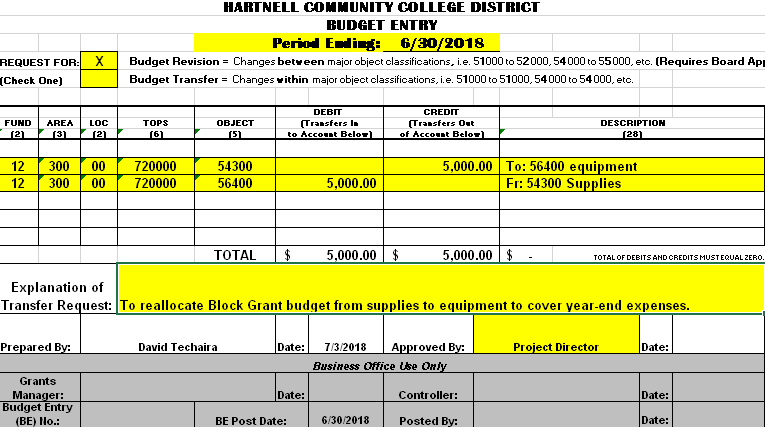 HARTNELL COMMUNITY COLLEGE DISTRICT
BUDGET ENTRY
Period Ending: 6/30/2018
REQUEST FOR: X Budget Revision = Changes between major object classifications, i.e. 51000 to 52000, 54000 to 55000, etc. (Requires Board App
(Check One) Budget Transfer = Changes within major object classifications, i.e. 51000 to 51000, 54000 to 54000, etc.
DEBIT CREDIT
FUND AREA LOC TOPS OBJECT (Transfers In (Transfers Out DESCRIPTION
(2) (3) (2) (6) (5) to Account Below) of Account Below) (28)
12 300 00 720000 54300 5,000.00 To: 56400 equipment
12 300 00 720000 56400 5,000.00 Fr: 54300 Supplies
TOTAL $ 5,000.00 $ 5,000.00 $ - TOTAL OF DEBITS AND CREDITS MUST EQUAL ZERO.
Explanation of
Transfer Request: To reallocate Block Grant budget from supplies to equipment to cover year-end expenses.
Prepared By: David Techaira Date: 7/3/2018 Approved By: Project Director Date:
Business Office Use Only
Grants
Manager: Date: Controller: Date:
Budget Entry
(BE) No.: BE Post Date: 6/30/2018 Posted By: Date: